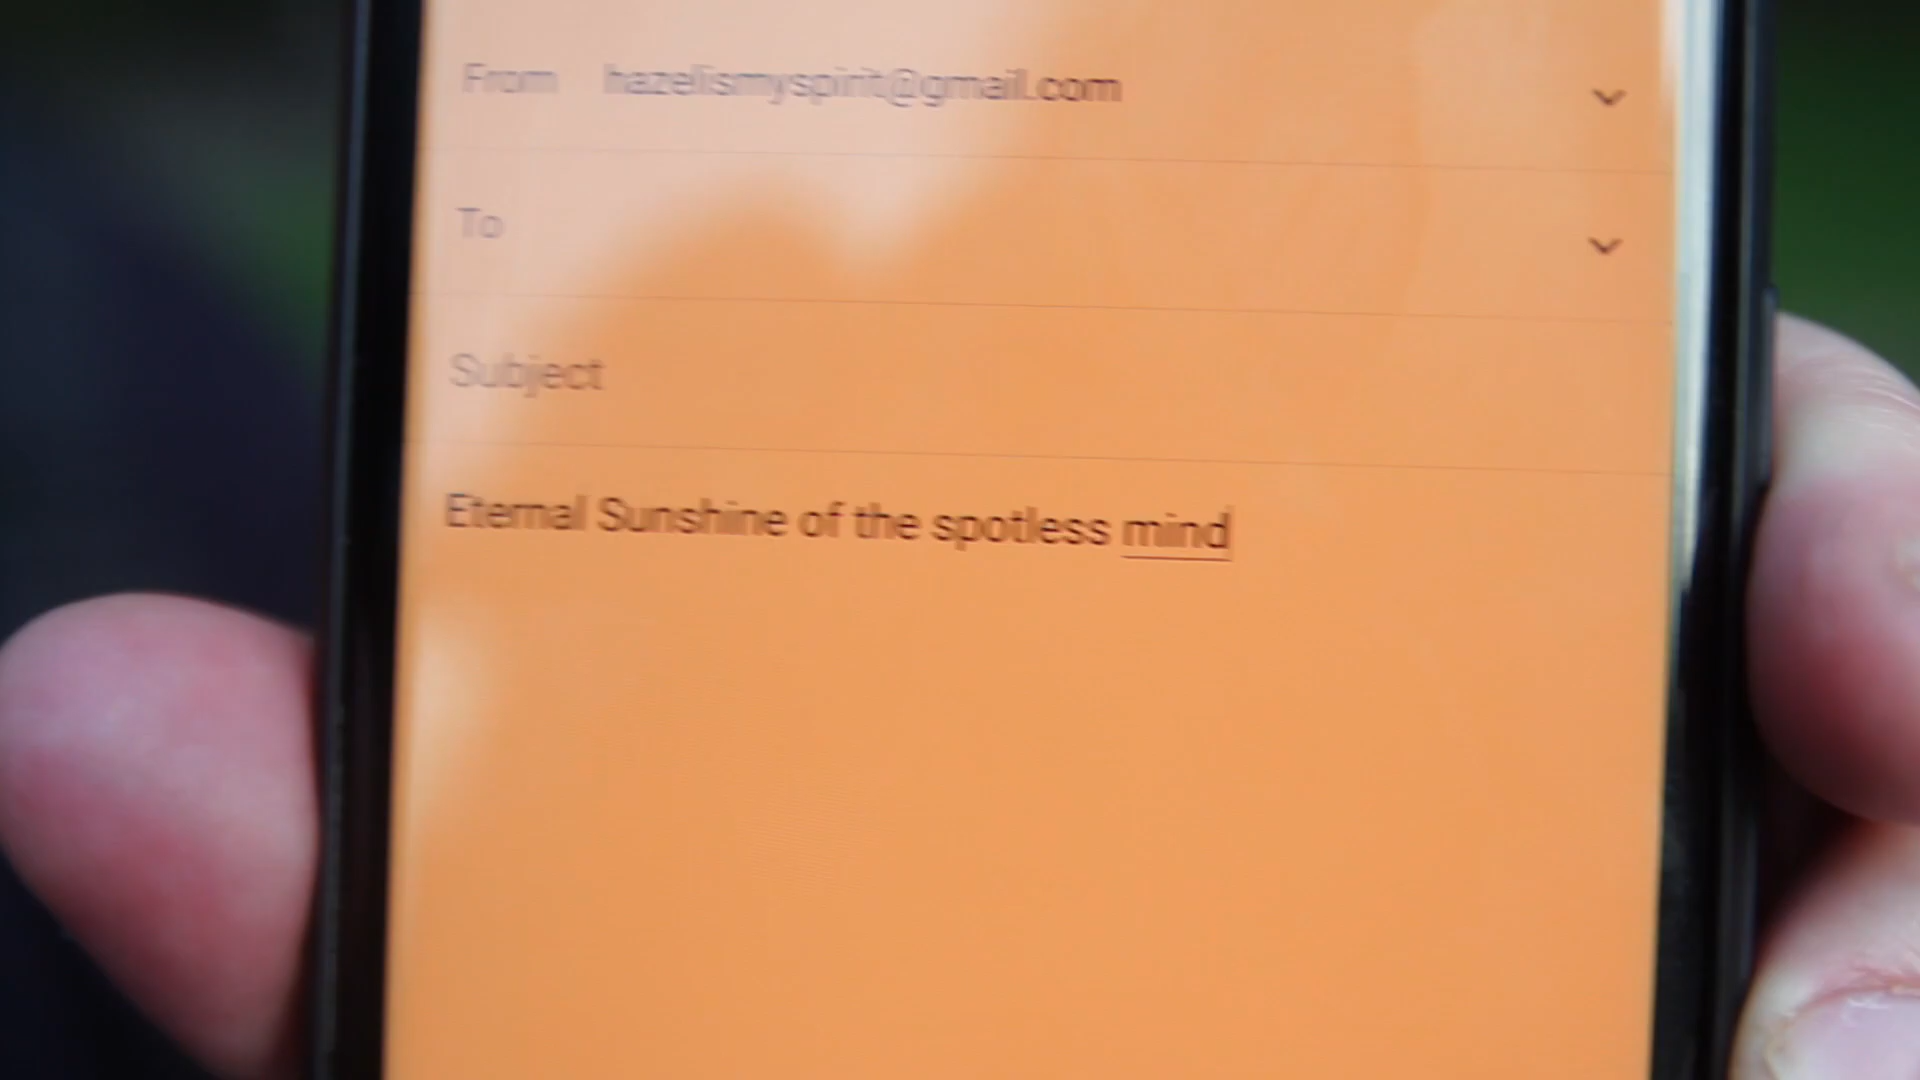 From hazelismyspirit@gmail.com
To
Subject
Eternal Sunshine of the spotless mind